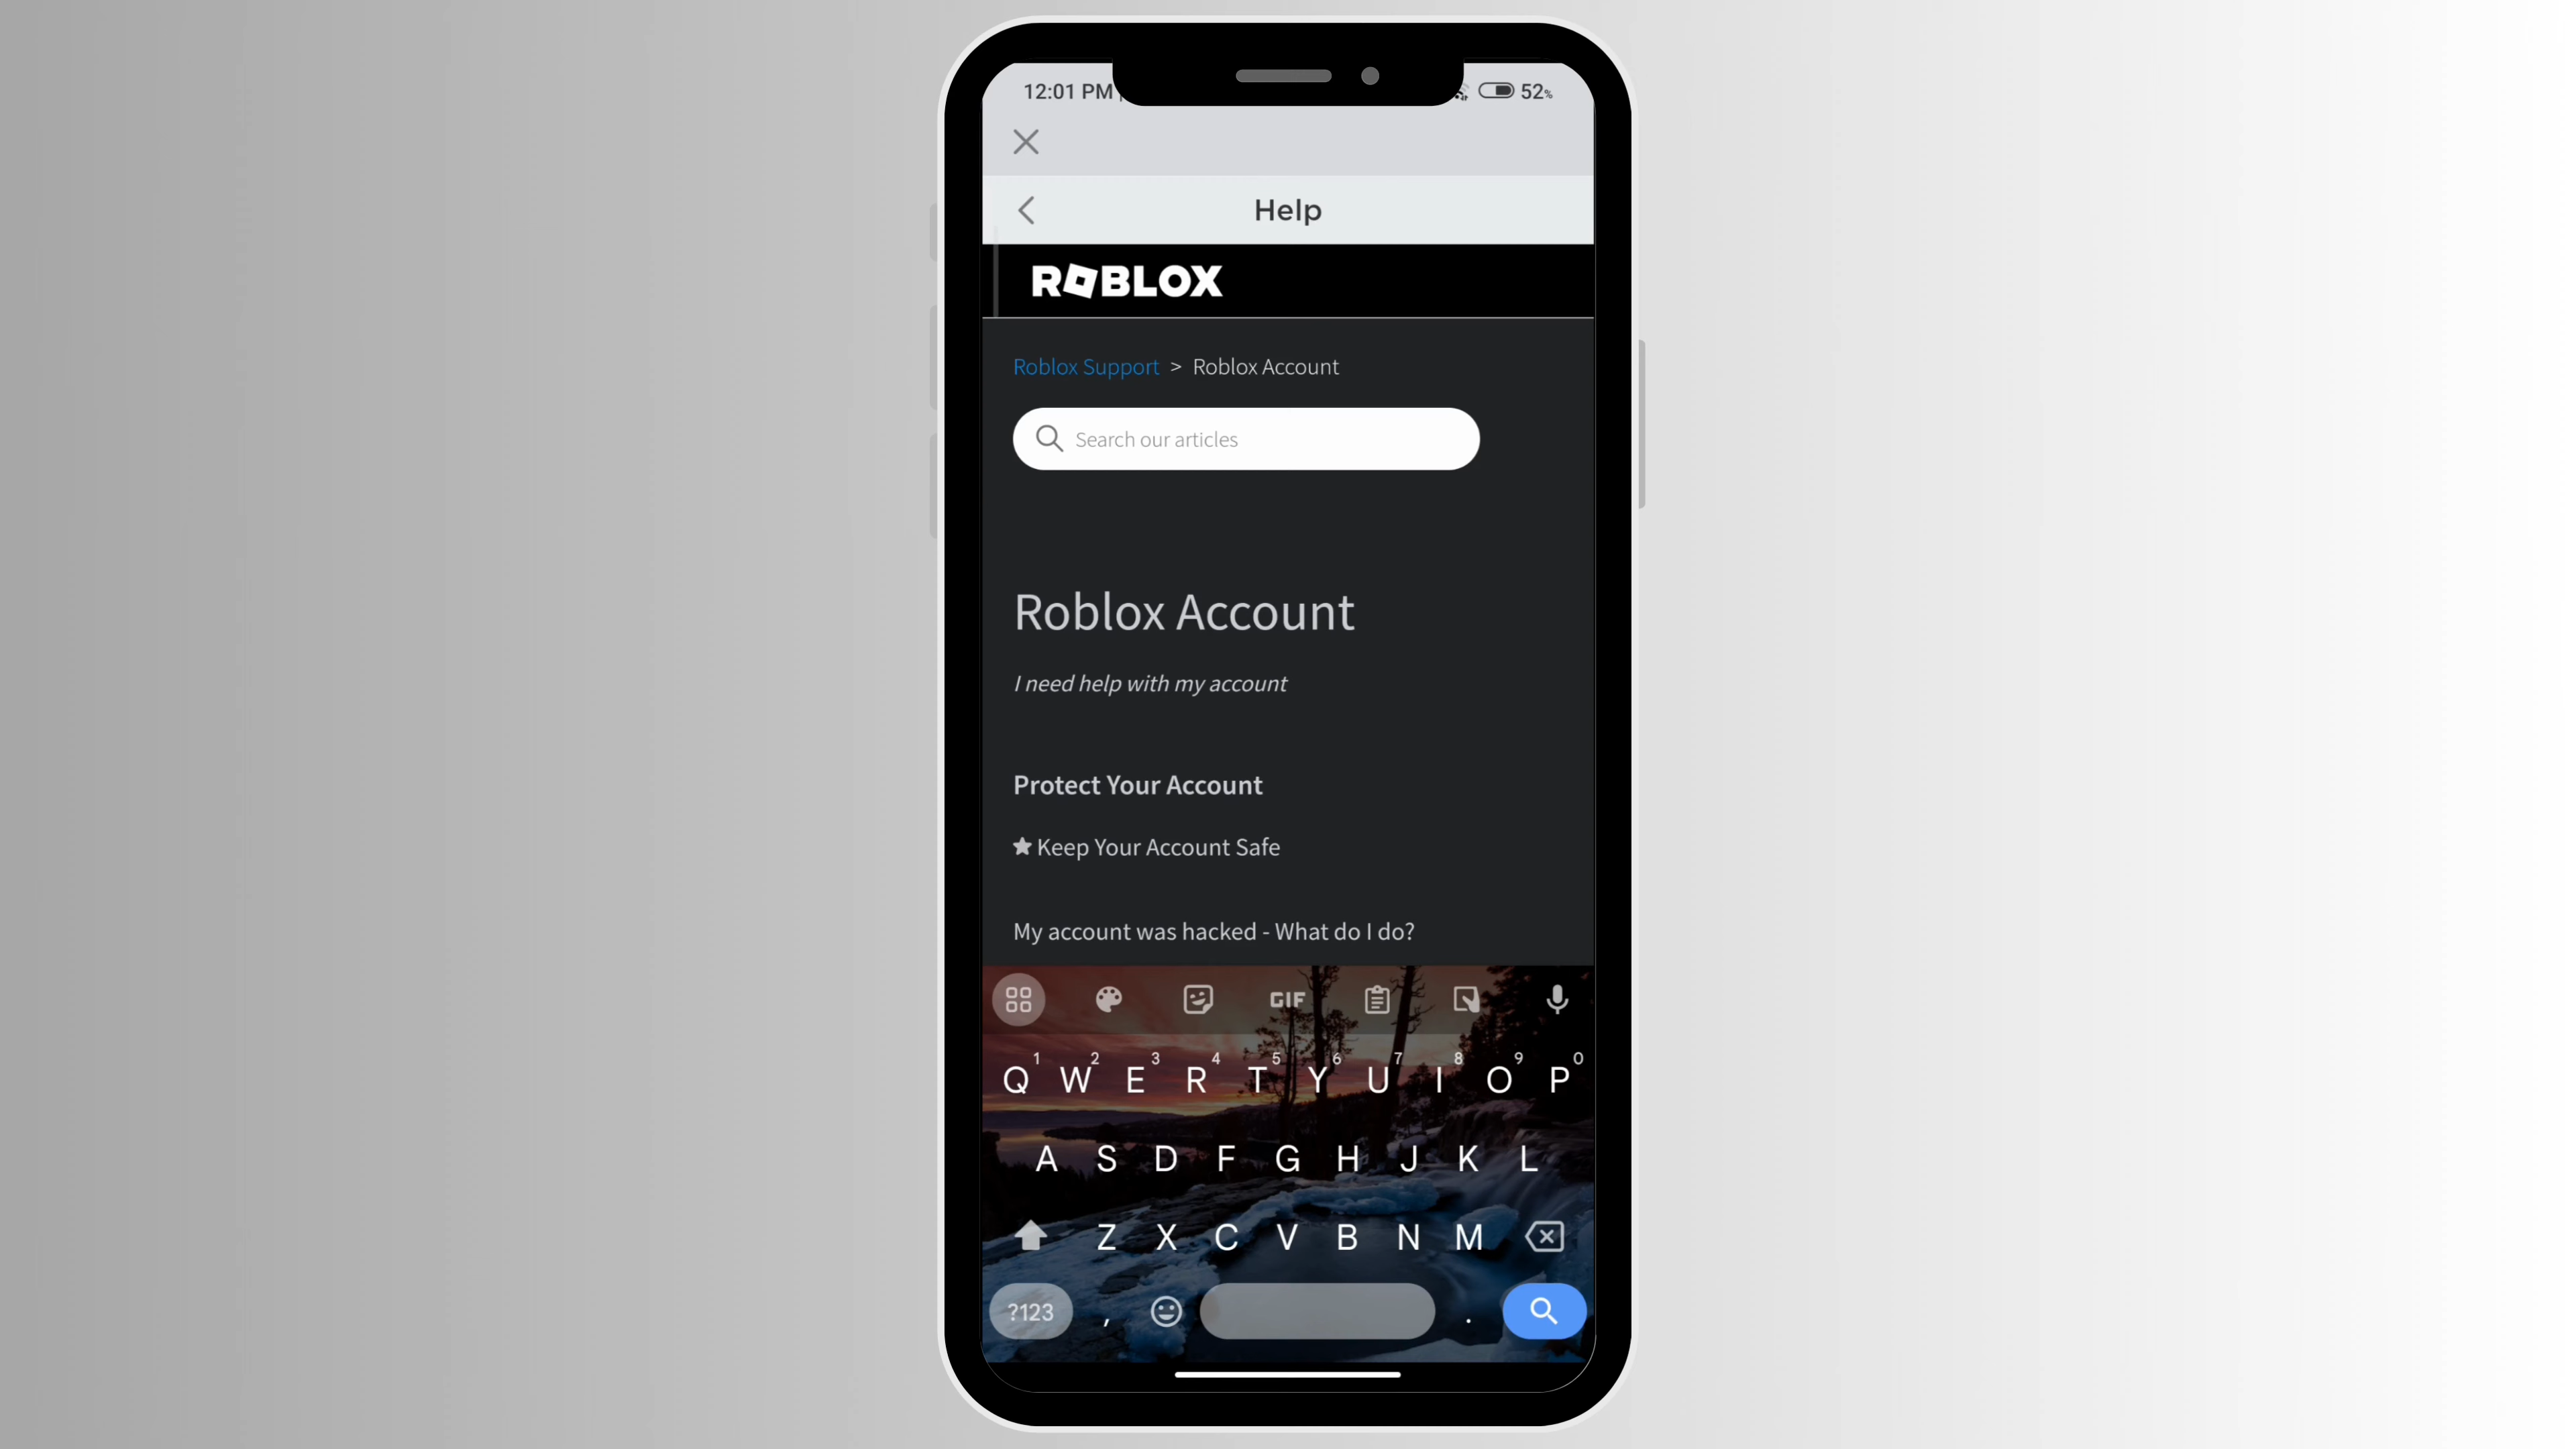 12:01 PM
52%
Help
ROBLOX
Roblox Support > Roblox Account
Search our articles
Roblox Account
I need help with my account
Protect Your Account
Keep Your Account Safe
My account was hacked - What do I do?
GIF
1 2 3 4 5 6 7 8 9 0
Q W E R T Y U I O P
A S D F G H J K L
Z X C V B N M
?123 , .